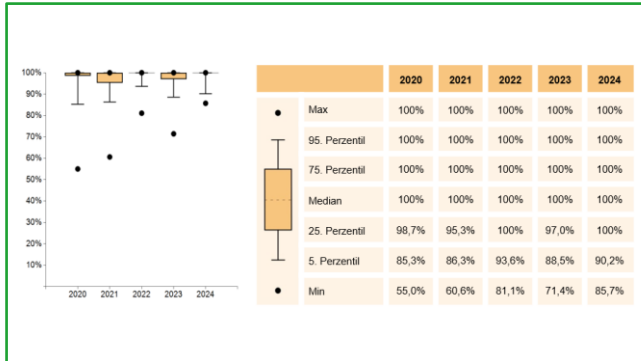 100%
90%
80%
70%
60%
50%
40%
30%
20%
10%
2020 2021 2022 2023 2024
2020 2021 2022 2023 2024
Max 100% 100% 100% 100% 100%
95. Perzentil 100% 100% 100% 100% 100%
75. Perzentil 100% 100% 100% 100% 100%
Median 100% 100% 100% 100% 100%
25. Perzentil 98,7% 95,3% 100% 97,0% 100%
5. Perzentil 85,3% 86,3% 93,6% 88,5% 90,2%
Min 55,0% 60,6% 81,1% 71,4% 85,7%